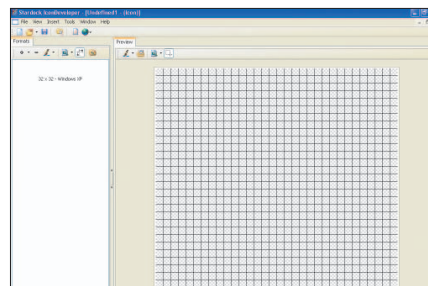 Stardock IconDeveloper - [Undefined1 - (Icon)]
File View Insert Tools Window Help
Formats
Preview
32 x 32 - Windows XP